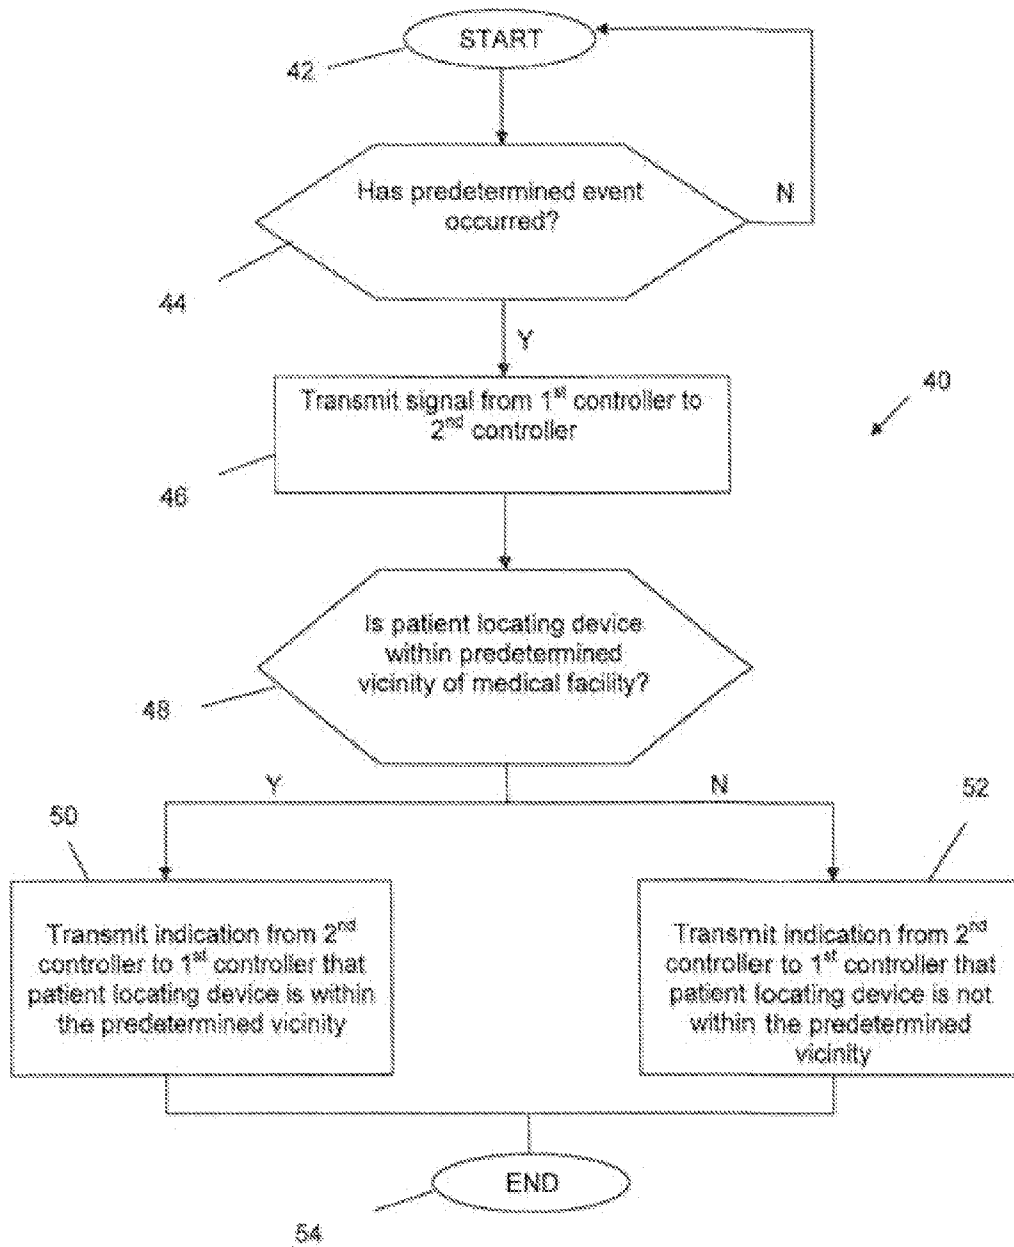 START
42
Has predetermined event
occurred?
N
44
Y
Transmit signal from 1st controller to
2nd controller
40
46
Is patient locating device
within predetermined
vicinity of medical facility?
48
Y
N
50
52
Transmit indication from 2nd
controller to 1st controller that
patient locating device is within
the predetermined vicinity
Transmit indication from 2nd
controller to 1st controller that
patient locating device is not
within the predetermined
vicinity
END
54